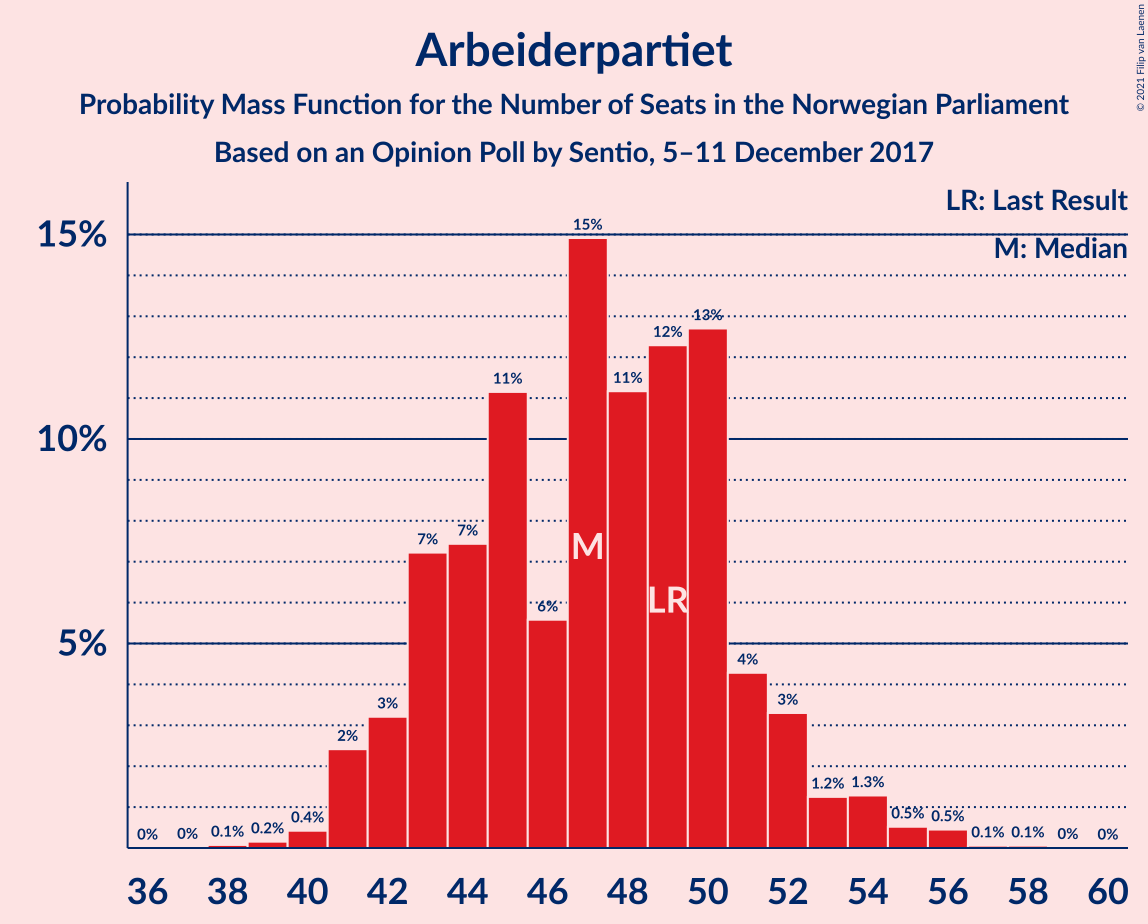 Arbeiderpartiet
Probability Mass Function for the Number of Seats in the Norwegian Parliament
Based on an Opinion Poll by Sentio, 5–11 December 2017
© 2021 Filip van Laenen
LR: Last Result
M: Median
15%
10%
5%
0% 0% 0.1% 0.2% 0.4% 2% 3% 7% 7% 11% 6% 15% 11% 12% 13% 4% 3% 1.2% 1.3% 0.5% 0.5% 0.1% 0.1% 0% 0%
M
LR
36 38 40 42 44 46 48 50 52 54 56 58 60